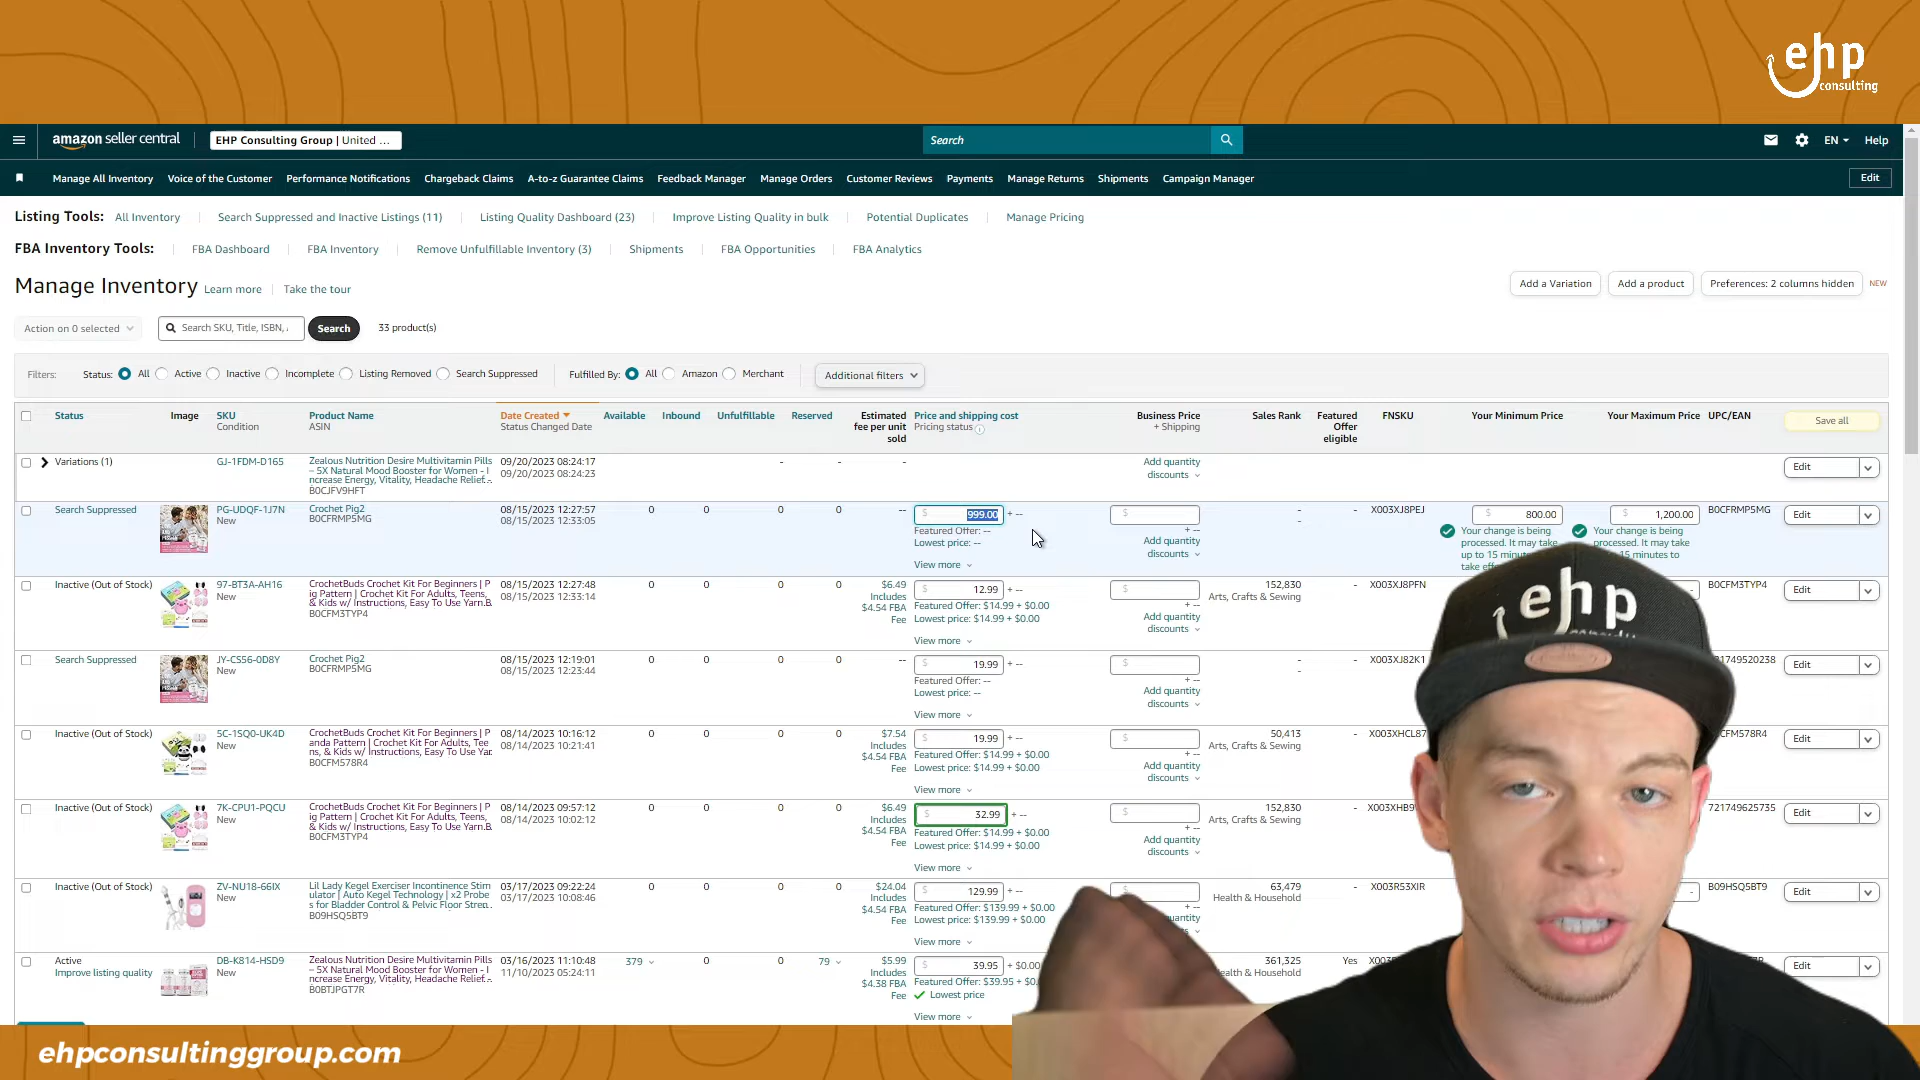 ehp
consulting
amazon seller central
EHP Consulting Group | United ...
Search
EN
Help
Manage All Inventory
Voice of the Customer
Performance Notifications
Chargeback Claims
A-to-z Guarantee Claims
Feedback Manager
Manage Orders
Customer Reviews
Payments
Manage Returns
Shipments
Campaign Manager
Edit
Listing Tools: All Inventory | Search Suppressed and Inactive Listings (11) | Listing Quality Dashboard (23) | Improve Listing Quality in bulk | Potential Duplicates | Manage Pricing
FBA Inventory Tools: | FBA Dashboard | FBA Inventory | Remove Unfulfillable Inventory (3) | Shipments | FBA Opportunities | FBA Analytics
Manage Inventory Learn more | Take the tour
Add a Variation
Add a product
Preferences: 2 columns hidden
NEW
Action on 0 selected
Search SKU, Title, ISBN,
Search
33 product(s)
Filters: Status: All Active Inactive Incomplete Listing Removed Search Suppressed
Fulfilled By: All Amazon Merchant
Additional filters
Status
Image
SKU
Condition
Product Name
ASIN
Date Created
Status Changed Date
Available
Inbound
Unfulfillable
Reserved
Estimated
fee per unit
sold
Price and shipping cost
Pricing status
Business Price
+ Shipping
Sales Rank
Featured
Offer
eligible
FNSKU
Your Minimum Price
Your Maximum Price
UPC/EAN
Save all
Variations (1)
GJ-1FDM-D165
Zealous Nutrition Desire Multivitamin Pills
– 5X Natural Mood Booster for Women - I
ncrease Energy, Vitality, Headache Relief...
B0CJFV9HFT
09/20/2023 08:24:17
09/20/2023 08:24:23
- - -
Add quantity
discounts
Edit
Search Suppressed
PG-UDQF-1J7N
New
Crochet Pig2
B0CFRMP5MG
08/15/2023 12:27:57
08/15/2023 12:33:05
0 0 0 0
--
$ 999.00 + --
Featured Offer: --
Lowest price: --
View more
$
+ --
Add quantity
discounts
-
-
-
X003XJ8PEJ
$ 800.00
Your change is being
processed. It may take
up to 15
take
$ 1,200.00
Your change is being
processed. It may take
15 minutes to
B0CFRMP5MG
Edit
Inactive (Out of Stock)
97-BT3A-AH16
New
CrochetBuds Crochet Kit For Beginners | P
ig Pattern | Crochet Kit For Adults, Teens,
& Kids w/ Instructions, Easy To Use Yarn.B
B0CFM3TYP4
08/15/2023 12:27:48
08/15/2023 12:33:14
0 0 0 0
$6.49
Includes
$4.54 FBA
Fee
$ 12.99 + --
Featured Offer: $14.99 + $0.00
Lowest price: $14.99 + $0.00
View more
$
+ --
Add quantity
discounts
152,830
Arts, Crafts & Sewing
-
X003XJ8PFN
B0CFM3TYP4
Edit
Search Suppressed
JY-CS56-0D8Y
New
Crochet Pig2
B0CFRMP5MG
08/15/2023 12:19:01
08/15/2023 12:23:44
0 0 0 0
--
$ 19.99 + --
Featured Offer: --
Lowest price: --
View more
$
+ --
Add quantity
discounts
-
-
-
X003XJ82K1
21749520238
Edit
Inactive (Out of Stock)
5C-1SQ0-UK4D
New
CrochetBuds Crochet Kit For Beginners | P
anda Pattern | Crochet Kit For Adults, Tee
ns, & Kids w/ Instructions, Easy To Use Yar.
B0CFM578R4
08/14/2023 10:16:12
08/14/2023 10:21:41
0 0 0 0
$7.54
Includes
$4.54 FBA
Fee
$ 19.99 + --
Featured Offer: $14.99 + $0.00
Lowest price: $14.99 + $0.00
View more
$
+ --
Add quantity
discounts
50,413
Arts, Crafts & Sewing
-
X003XHCL87
CFM578R4
Edit
Inactive (Out of Stock)
7K-CPU1-PQCU
New
CrochetBuds Crochet Kit For Beginners | P
ig Pattern | Crochet Kit For Adults, Teens,
& Kids w/ Instructions, Easy To Use Yarn.B
B0CFM3TYP4
08/14/2023 09:57:12
08/14/2023 10:02:12
0 0 0 0
$6.49
Includes
$4.54 FBA
Fee
$ 32.99 + --
Featured Offer: $14.99 + $0.00
Lowest price: $14.99 + $0.00
View more
$
+ --
Add quantity
discounts
152,830
Arts, Crafts & Sewing
-
X003XHB9
721749625735
Edit
Inactive (Out of Stock)
ZV-NU18-66IX
New
Lil Lady Kegel Exerciser Incontinence Stim
ulator | Auto Kegel Technology | x2 Probe
s for Bladder Control & Pelvic Floor Stren..
B09HSQ5BT9
03/17/2023 09:22:24
03/17/2023 10:08:46
0 0 0 0
$24.04
Includes
$4.54 FBA
Fee
$ 129.99 + --
Featured Offer: $139.99 + $0.00
Lowest price: $139.99 + $0.00
View more
+ --
63,479
Health & Household
-
X003R53XIR
B09HSQ5BT9
Edit
Active
Improve listing quality
DB-K814-HSD9
New
Zealous Nutrition Desire Multivitamin Pills
– 5X Natural Mood Booster for Women - I
ncrease Energy, Vitality, Headache Relief...
B0BTJPGT7R
03/16/2023 11:10:48
11/10/2023 05:24:11
379 0 0 79
$5.99
Includes
$4.38 FBA
Fee
$ 39.95 + $0.00
Featured Offer: $39.95 +
Lowest price
View more
361,325
Health & Household
Yes
Edit
ehp
ehpconsultinggroup.com